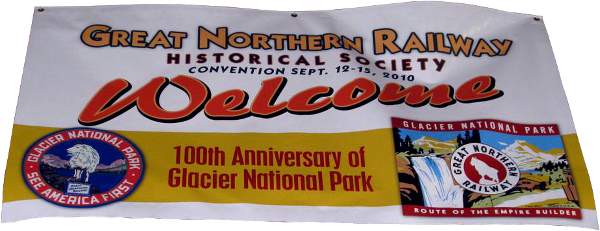 GREAT NORTHERN RAILWAY
HISTORICAL SOCIETY
CONVENTION SEPT. 12-15, 2010
Welcome
100th Anniversary of
Glacier National Park
GLACIER NATIONAL PARK
SEE AMERICA FIRST
GLACIER NATIONAL PARK
GREAT NORTHERN
RAILWAY
ROUTE OF THE EMPIRE BUILDER